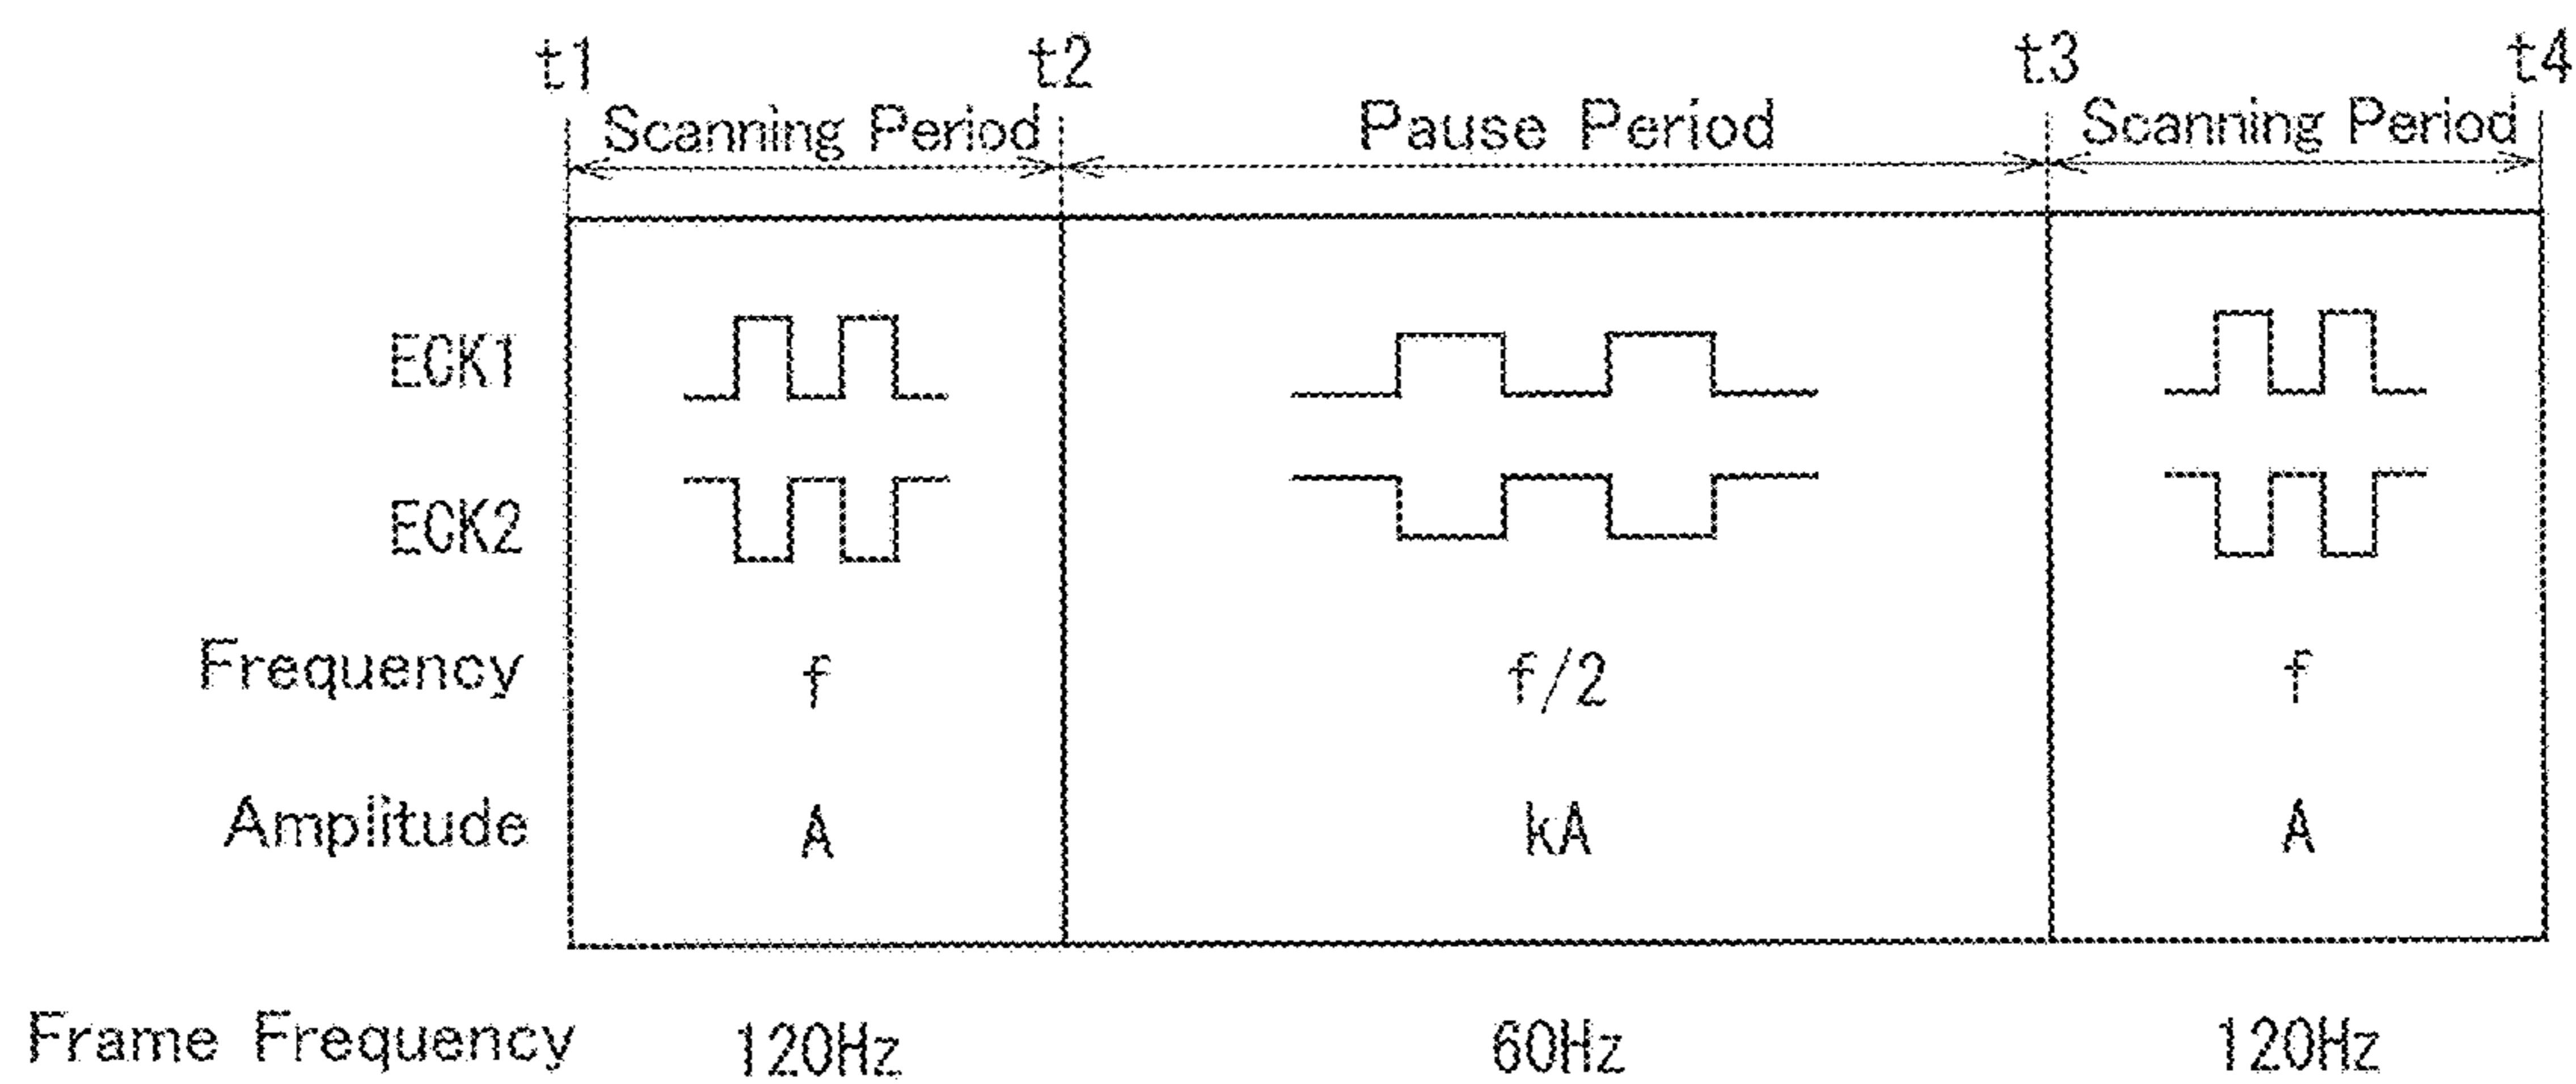 t1 t2 t3 t4
Scanning Period Pause Period Scanning Period
ECK1
ECK2
Frequency f f/2 f
Amplitude A kA A
Frame Frequency 120Hz 60Hz 120Hz